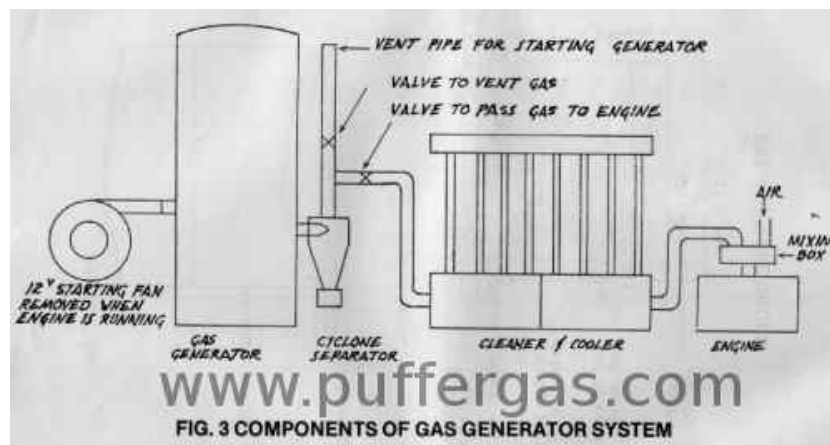 VENT PIPE FOR STARTING GENERATOR
VALVE TO VENT GAS
VALVE TO PASS GAS TO ENGINE
AIR
MIXING
BOX
12V STARTING FAN
REMOVED WHEN
ENGINE IS RUNNING
GAS
GENERATOR
CYCLONE
SEPARATOR
CLEANER & COOLER
ENGINE
www.puffergas.com
FIG. 3 COMPONENTS OF GAS GENERATOR SYSTEM